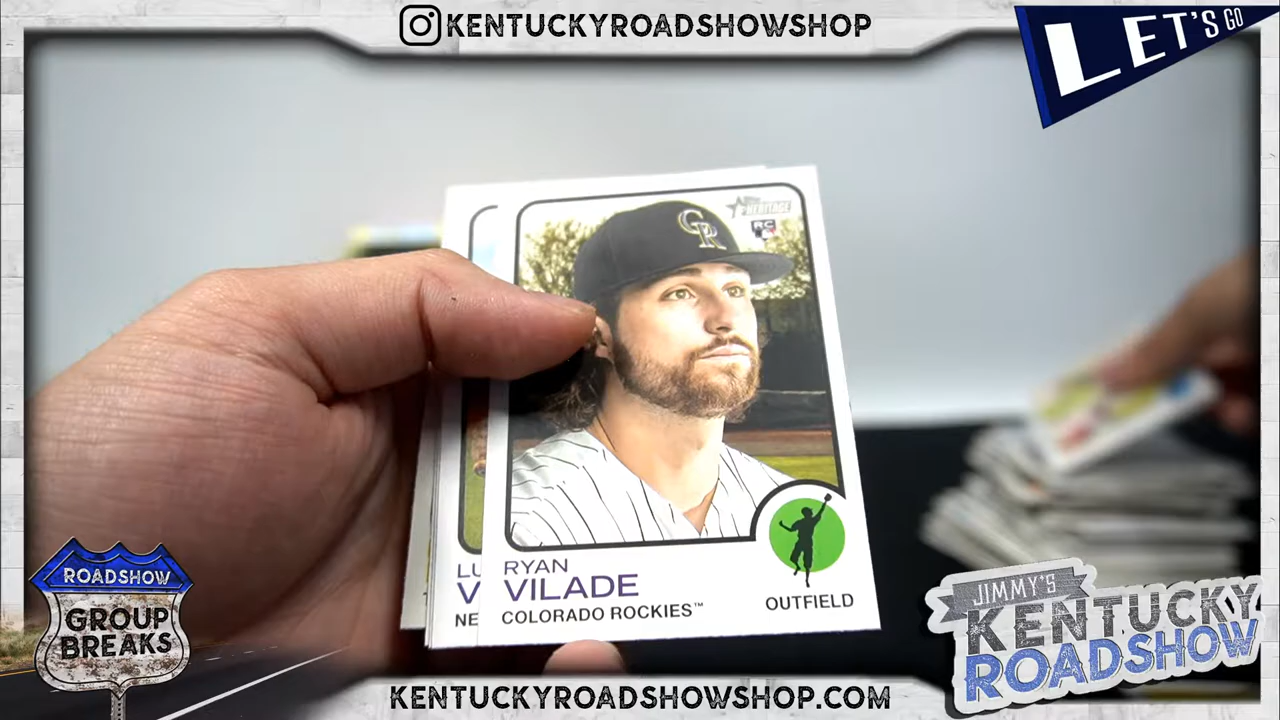 KENTUCKYROADSHOWSHOP
LET'S GO
HERITAGE
RC
CR
LU
V
NE
RYAN
VILADE
COLORADO ROCKIES™
OUTFIELD
ROADSHOW
GROUP
BREAKS
JIMMY'S
KENTUCKY
ROADSHOW
KENTUCKYROADSHOWSHOP.COM